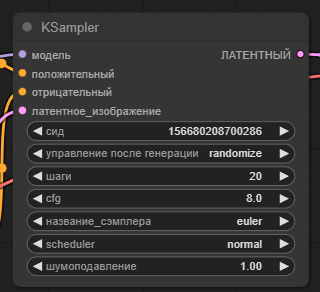 KSampler
модель ЛАТЕНТНЫЙ
положительный
отрицательный
латентное_изображение
сид 156680208700286
управление после генерации randomize
шаги 20
cfg 8.0
название_сэмплера euler
scheduler normal
шумоподавление 1.00